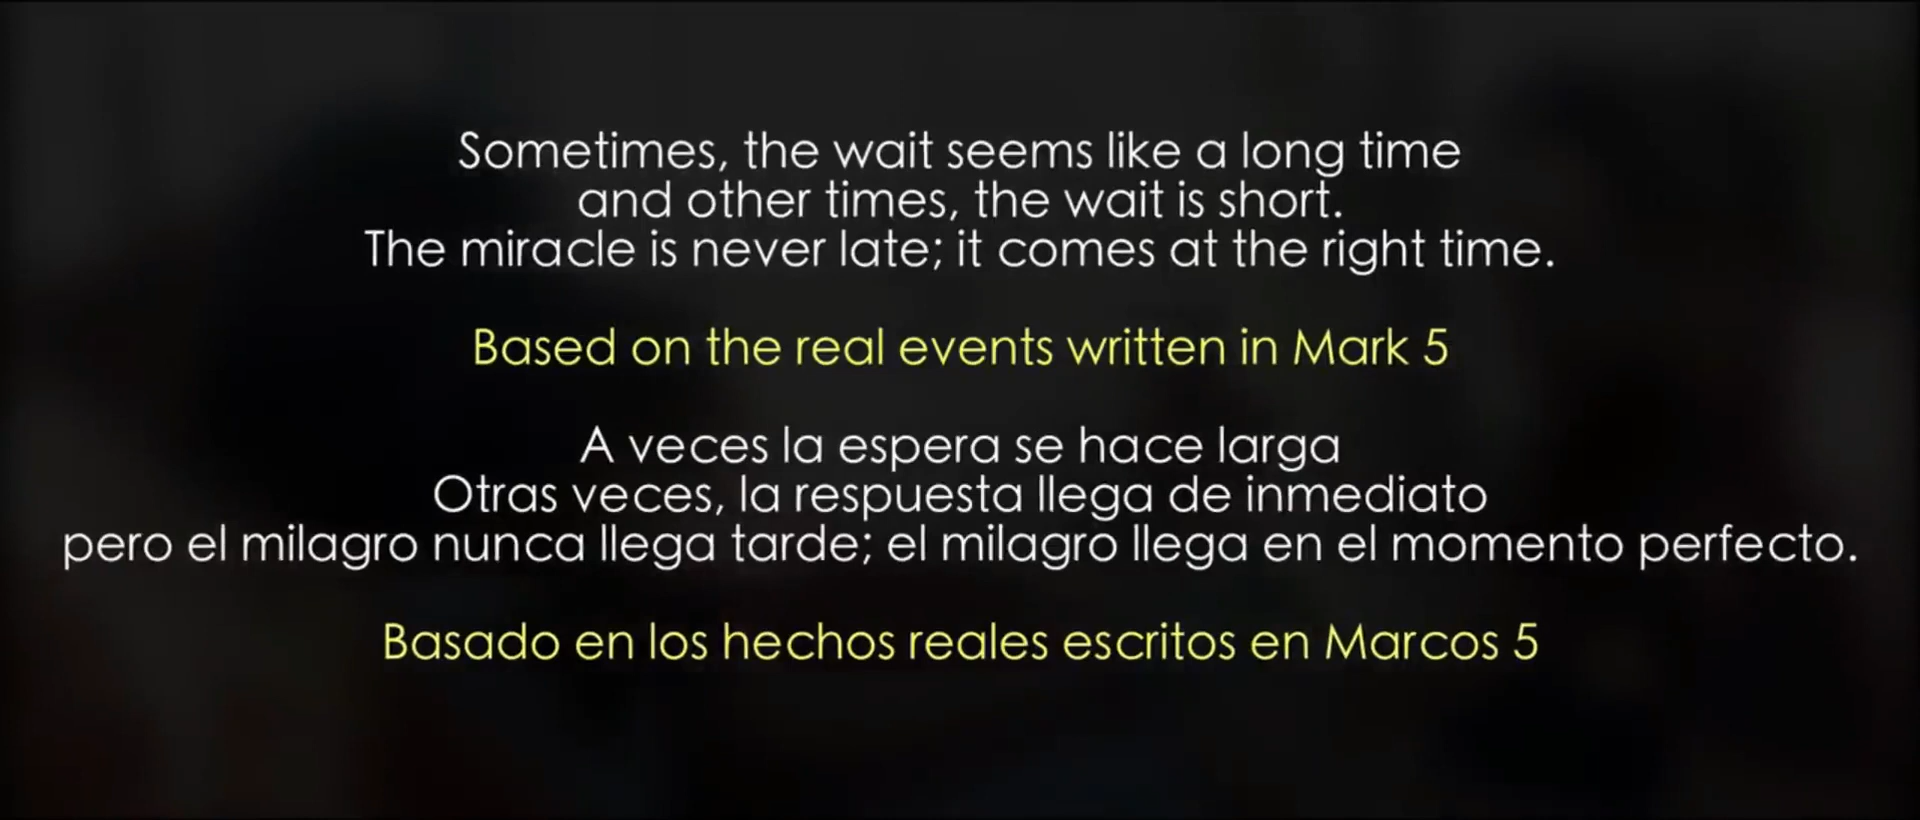 Sometimes, the wait seems like a long time
and other times, the wait is short.
The miracle is never late; it comes at the right time.
Based on the real events written in Mark 5
A veces la espera se hace larga
Otras veces, la respuesta llega de inmediato
pero el milagro nunca llega tarde; el milagro llega en el momento perfecto.
Basado en los hechos reales escritos en Marcos 5